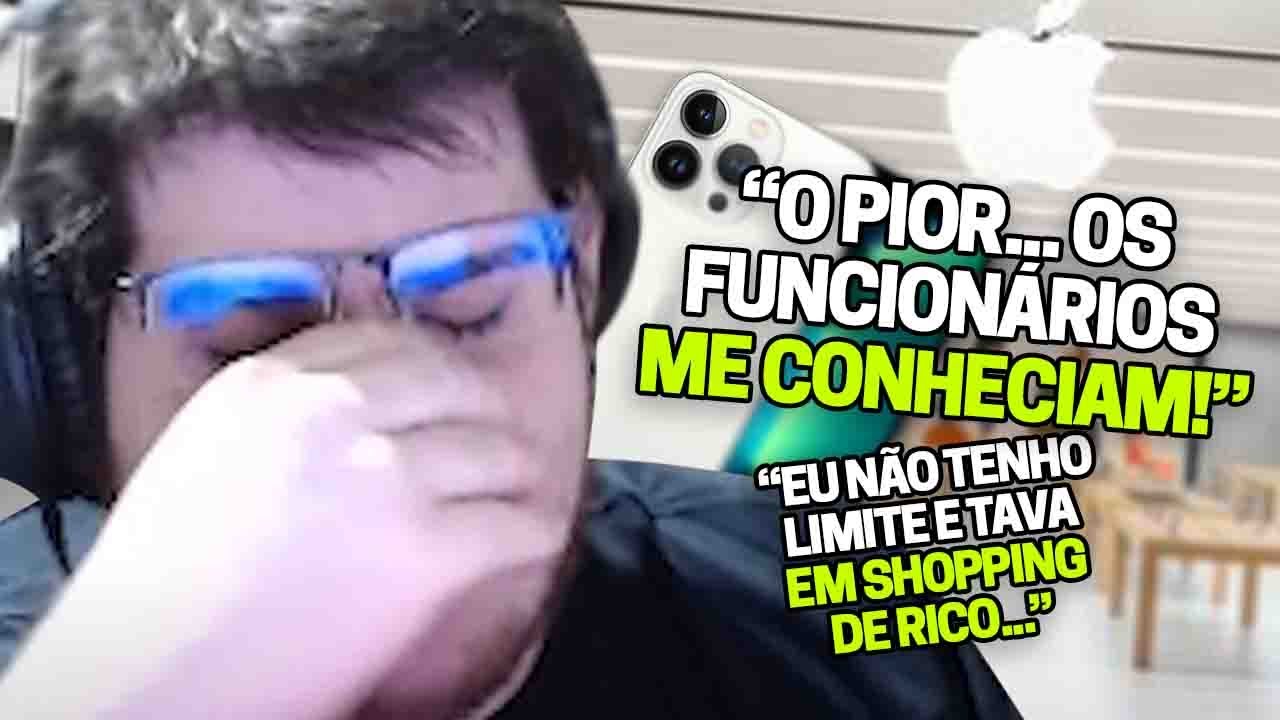 “O PIOR... OS
FUNCIONÁRIOS
ME CONHECIAM!”
“EU NÃO TENHO
LIMITE E TAVA
EM SHOPPING
DE RICO...”